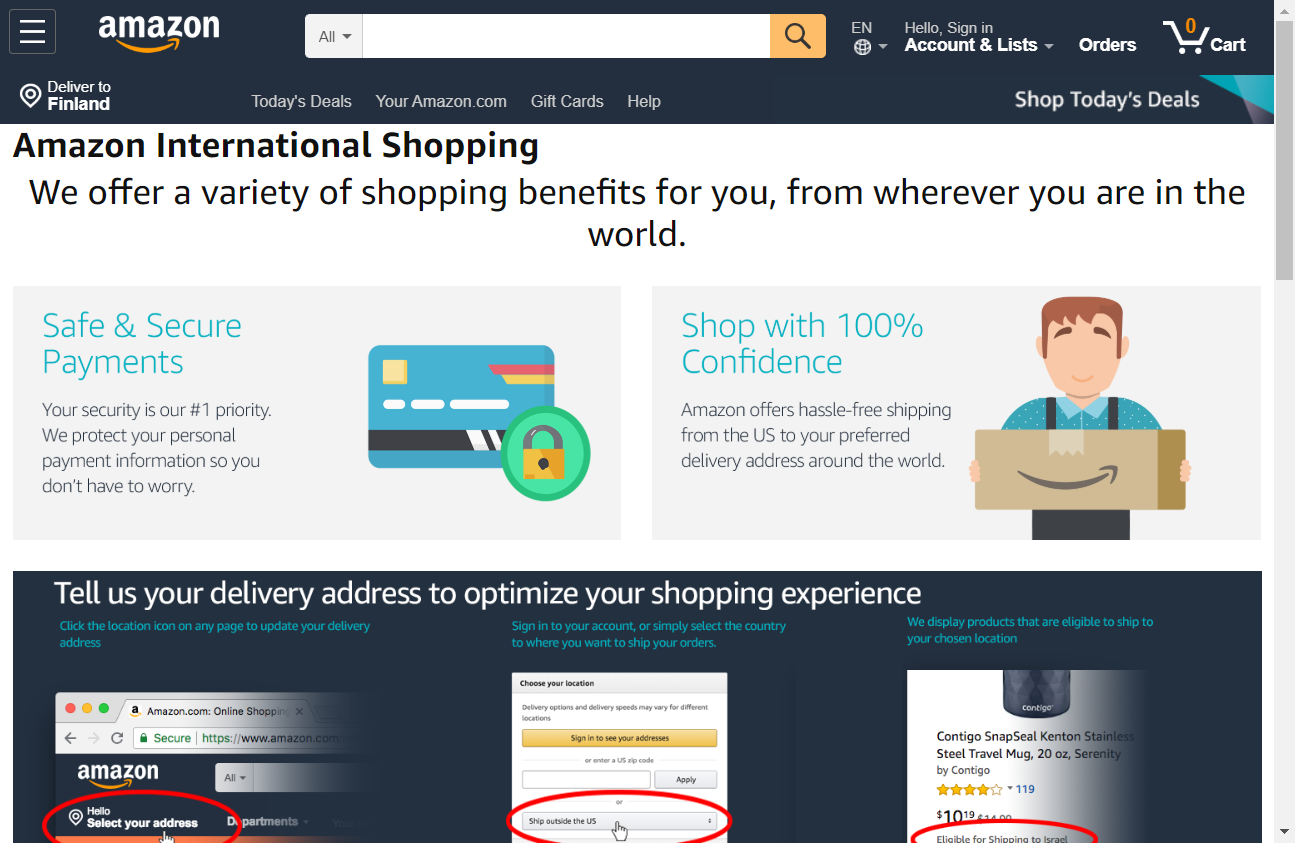 amazon
All
EN
Hello, Sign in
Account & Lists
Orders
0
Cart
Deliver to
Finland
Today's Deals
Your Amazon.com
Gift Cards
Help
Shop Today's Deals
Amazon International Shopping
We offer a variety of shopping benefits for you, from wherever you are in the
world.
Safe & Secure
Payments
Your security is our #1 priority.
We protect your personal
payment information so you
don't have to worry.
Shop with 100%
Confidence
Amazon offers hassle-free shipping
from the US to your preferred
delivery address around the world.
Tell us your delivery address to optimize your shopping experience
Click the location icon on any page to update your delivery
address
a Amazon.com: Online Shopping
Secure
https://www.amazon.com
amazon
All
Hello
Select your address
Departments
Sign in to your account, or simply select the country
to where you want to ship your orders.
Choose your location
Delivery options and delivery speeds may vary for different
locations
Sign in to see your addresses
or enter a US zip code
Apply
or
Ship outside the US
We display products that are eligible to ship to
your chosen location
contigo
Contigo SnapSeal Kenton Stainless
Steel Travel Mug, 20 oz, Serenity
by Contigo
119
$10.19 $14.99
Eligible for Shipping to Israel